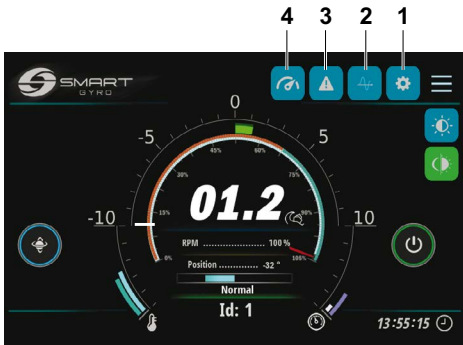 4 3 2 1
SMART
GYRO
0
-5 5
45% 60%
30% 75%
-10 15% 01.2 90% 10
RPM .................... 100 %
0% 105%
Position ............. -32 °
Normal
Id: 1
13:55:15